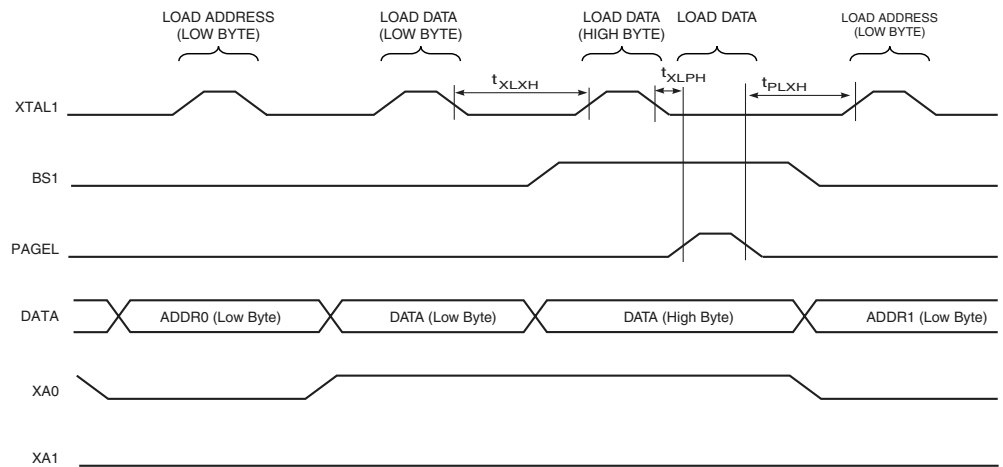 LOAD ADDRESS
(LOW BYTE)
LOAD DATA
(LOW BYTE)
LOAD DATA
(HIGH BYTE)
LOAD DATA
LOAD ADDRESS
(LOW BYTE)
XTAL1
tXLXH
tXLPH
tPLXH
BS1
PAGEL
DATA
ADDR0 (Low Byte)
DATA (Low Byte)
DATA (High Byte)
ADDR1 (Low Byte)
XA0
XA1